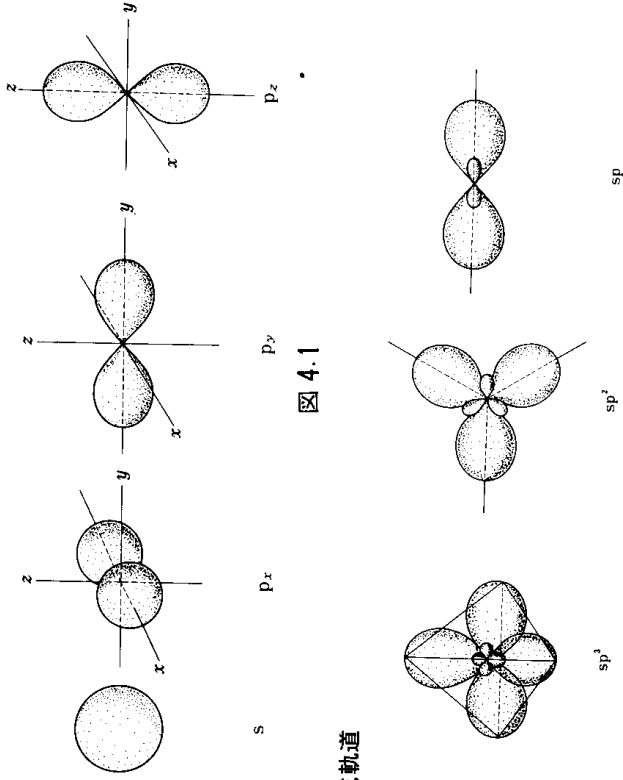 z z z
y y y
x x x
s p_x p_y p_z
図 4.1
軌道
sp³ sp² sp